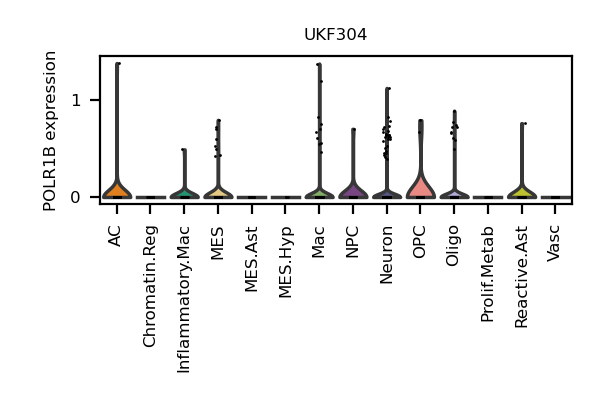 UKF304
POLR1B expression
1
0
AC
Chromatin.Reg
Inflammatory.Mac
MES
MES.Ast
MES.Hyp
Mac
NPC
Neuron
OPC
Oligo
Prolif.Metab
Reactive.Ast
Vasc